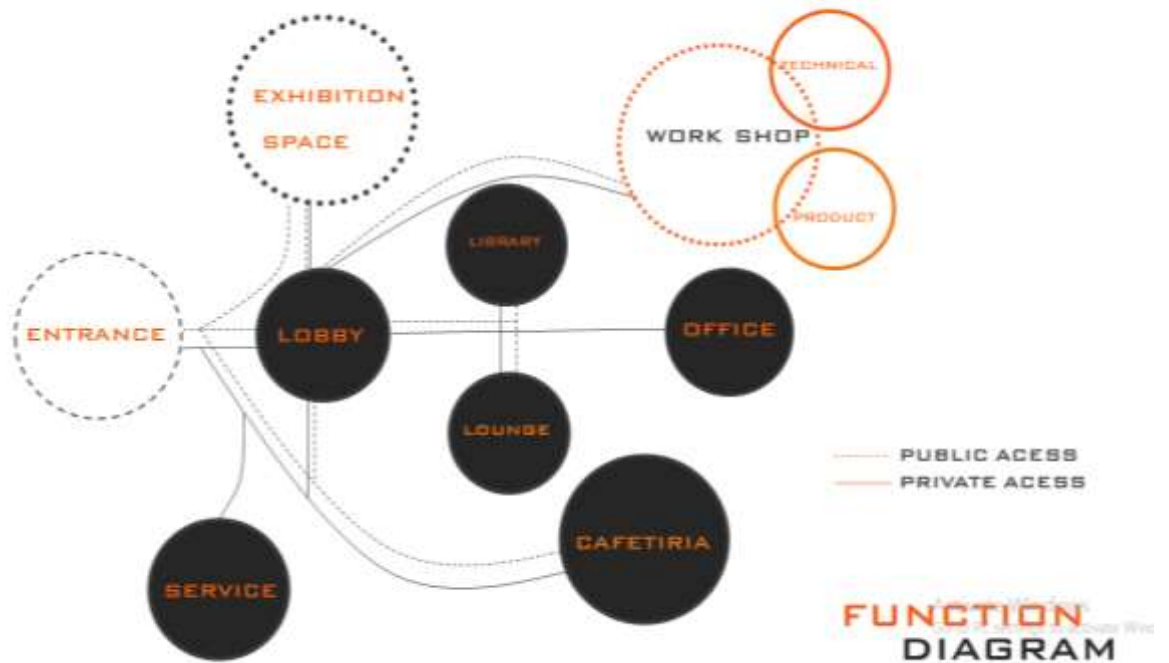 EXHIBITION
SPACE
TECHNICAL
WORK SHOP
PRODUCT
LIBRARY
ENTRANCE
LOBBY
OFFICE
LOUNGE
PUBLIC ACESS
PRIVATE ACESS
CAFETIRIA
SERVICE
FUNCTION
DIAGRAM